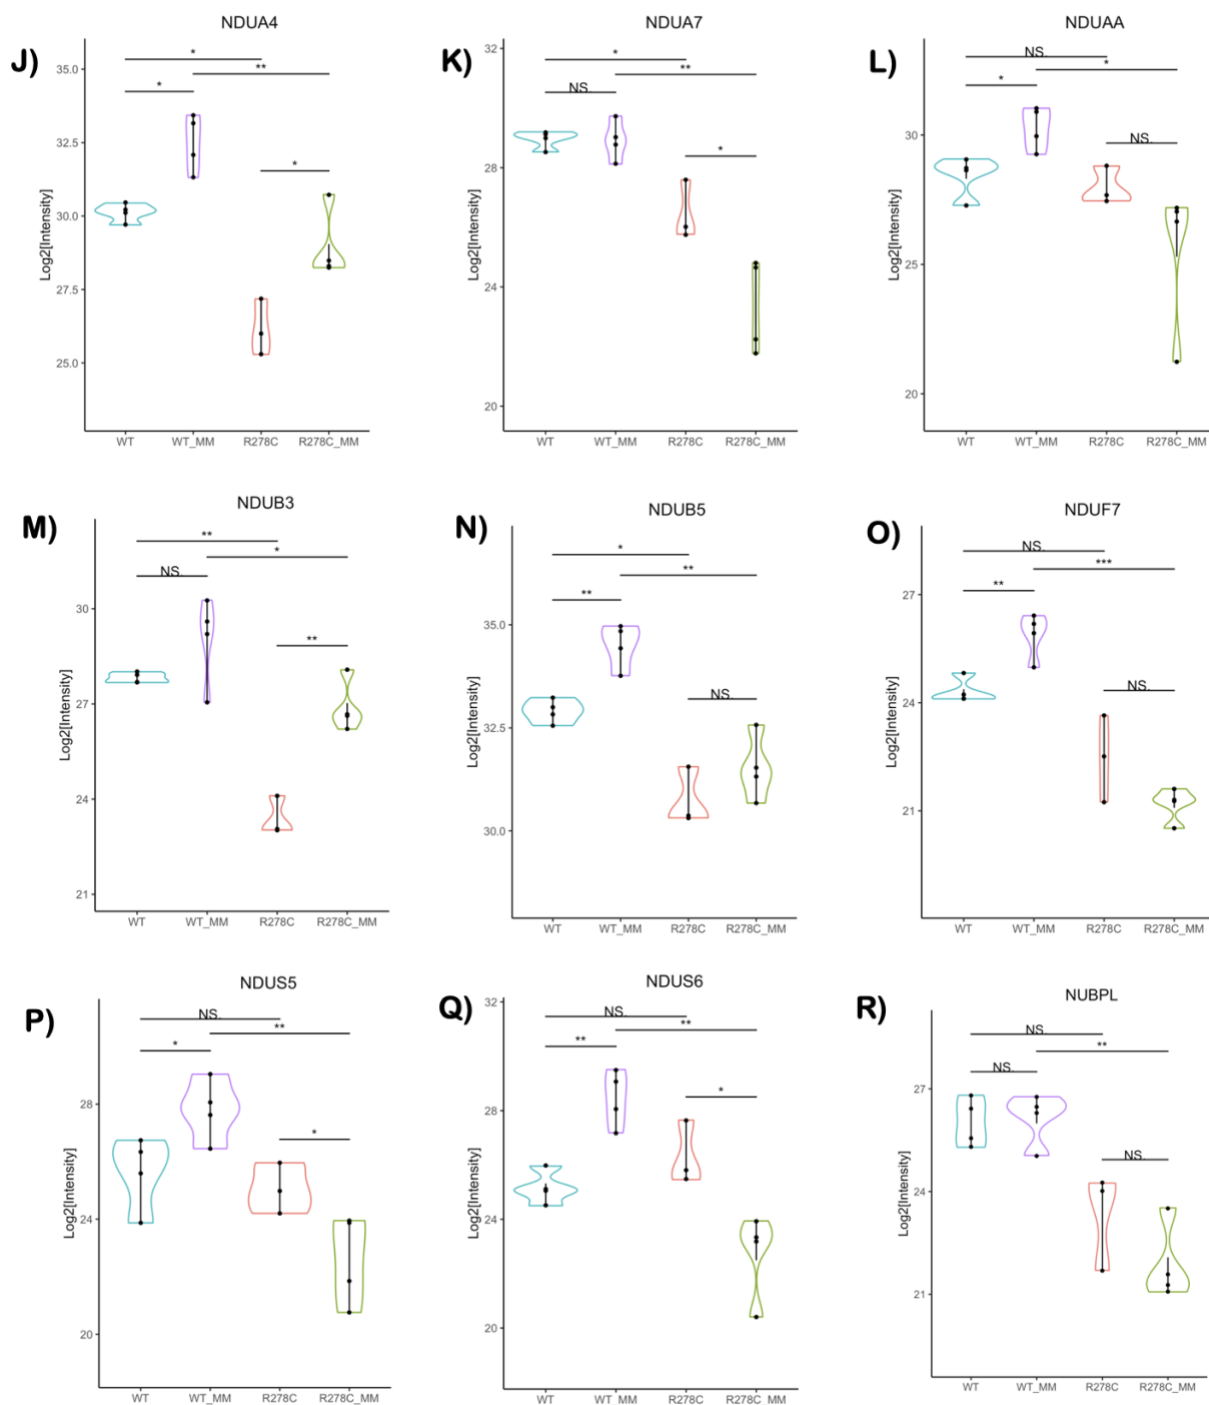 J)
NDUA4
Log2[Intensity]
35.0
32.5
30.0
27.5
25.0
*
**
*
*
WT
WT_MM
R278C
R278C_MM
K)
NDUA7
Log2[Intensity]
32
28
24
20
*
**
NS.
*
WT
WT_MM
R278C
R278C_MM
L)
NDUAA
Log2[Intensity]
30
25
20
NS.
*
*
NS.
WT
WT_MM
R278C
R278C_MM
M)
NDUB3
Log2[Intensity]
30
27
24
21
**
*
NS.
**
WT
WT_MM
R278C
R278C_MM
N)
NDUB5
Log2[Intensity]
35.0
32.5
30.0
*
**
**
NS.
WT
WT_MM
R278C
R278C_MM
O)
NDUF7
Log2[Intensity]
27
24
21
NS.
***
**
NS.
WT
WT_MM
R278C
R278C_MM
P)
NDUS5
Log2[Intensity]
28
24
20
NS.
**
*
*
WT
WT_MM
R278C
R278C_MM
Q)
NDUS6
Log2[Intensity]
32
28
24
20
NS.
**
**
*
WT
WT_MM
R278C
R278C_MM
R)
NUBPL
Log2[Intensity]
27
24
21
NS.
**
NS.
NS.
WT
WT_MM
R278C
R278C_MM